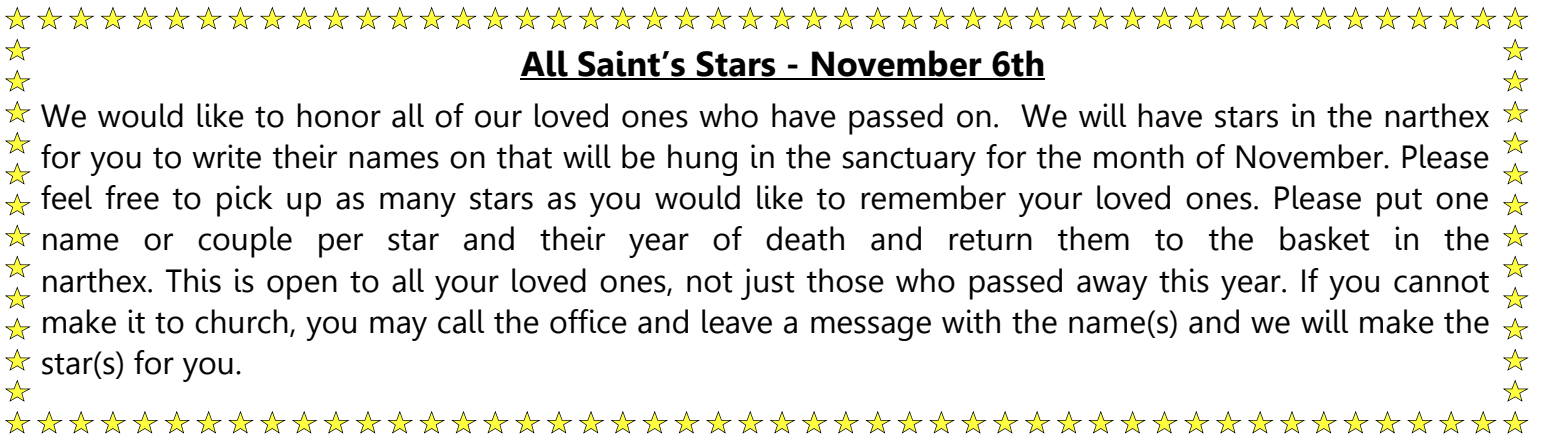 All Saint’s Stars - November 6th
We would like to honor all of our loved ones who have passed on.  We will have stars in the narthex
for you to write their names on that will be hung in the sanctuary for the month of November. Please
feel free to pick up as many stars as you would like to remember your loved ones. Please put one
name or couple per star and their year of death and return them to the basket in the
narthex. This is open to all your loved ones, not just those who passed away this year. If you cannot
make it to church, you may call the office and leave a message with the name(s) and we will make the
star(s) for you.